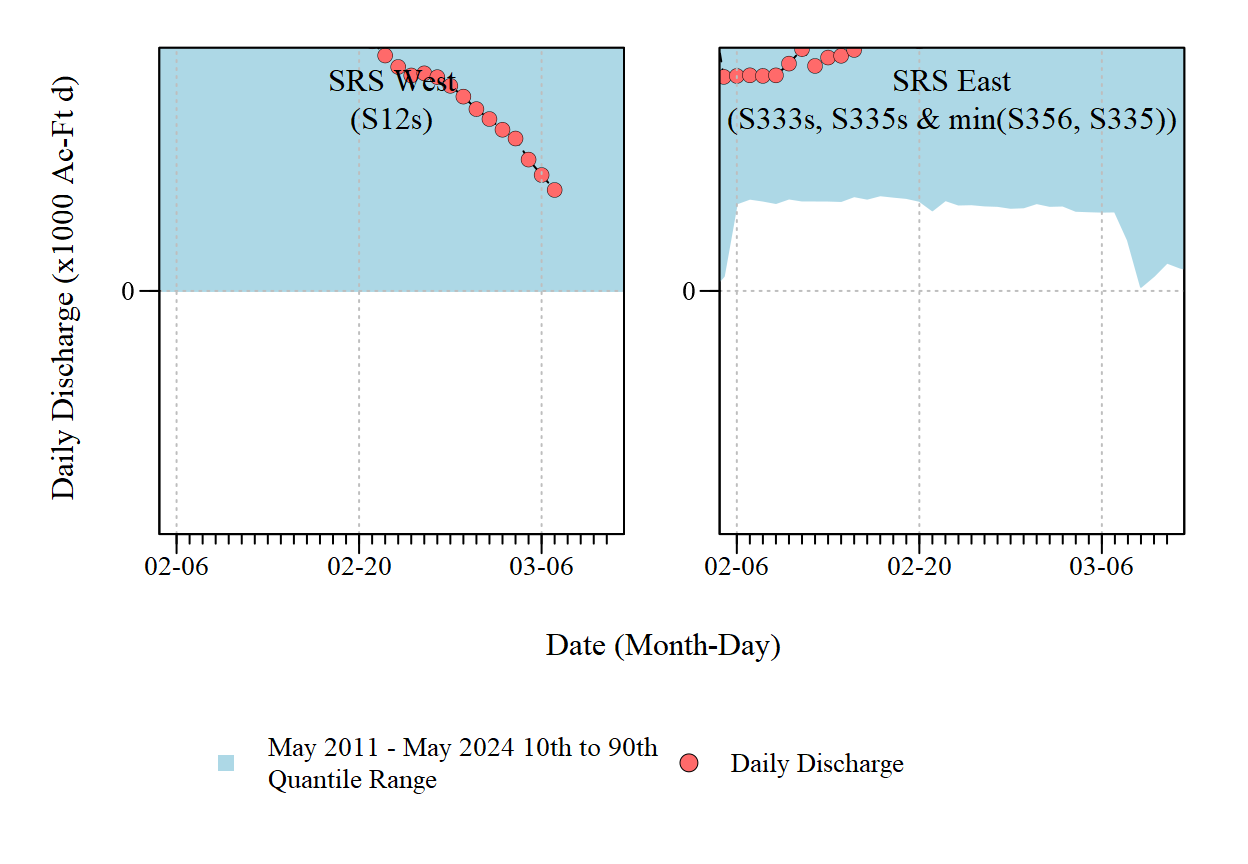 SRS West
(S12s)
SRS East
(S333s, S335s & min(S356, S335))
Daily Discharge (x1000 Ac-Ft d)
0
0
02-06
02-20
03-06
02-06
02-20
03-06
Date (Month-Day)
May 2011 - May 2024 10th to 90th
Quantile Range
Daily Discharge